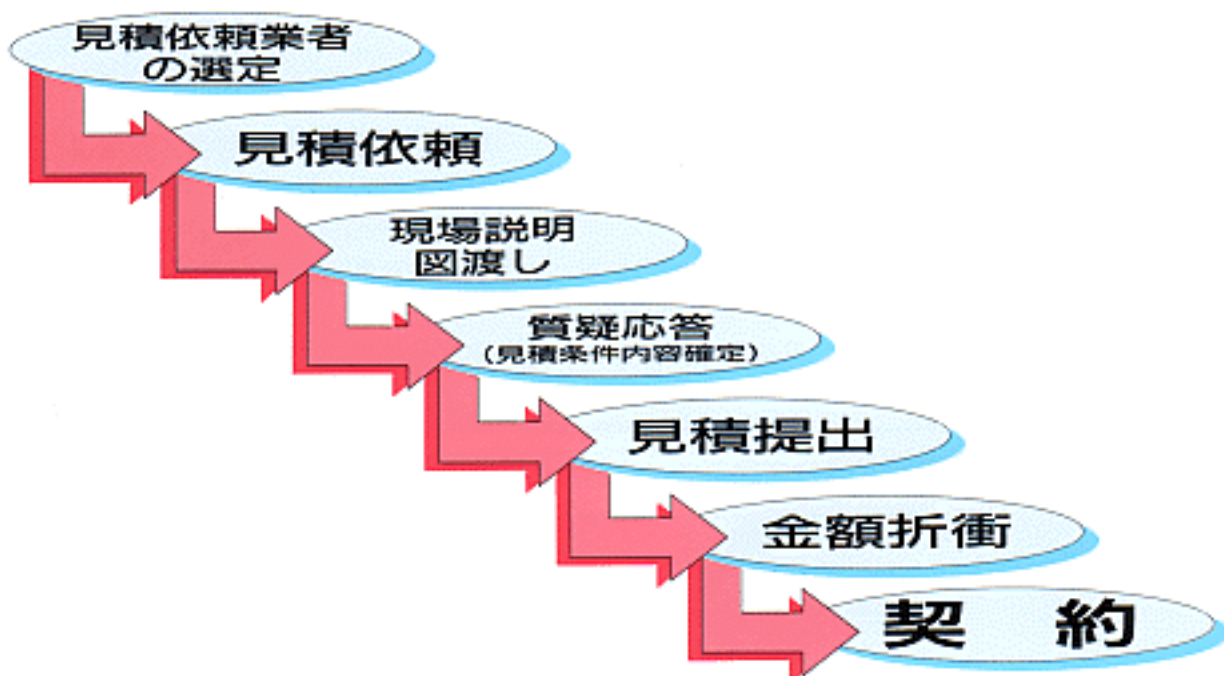 見積依頼業者
の選定
見積依頼
現場説明
図渡し
質疑応答
(見積条件内容確定)
見積提出
金額折衝
契　約